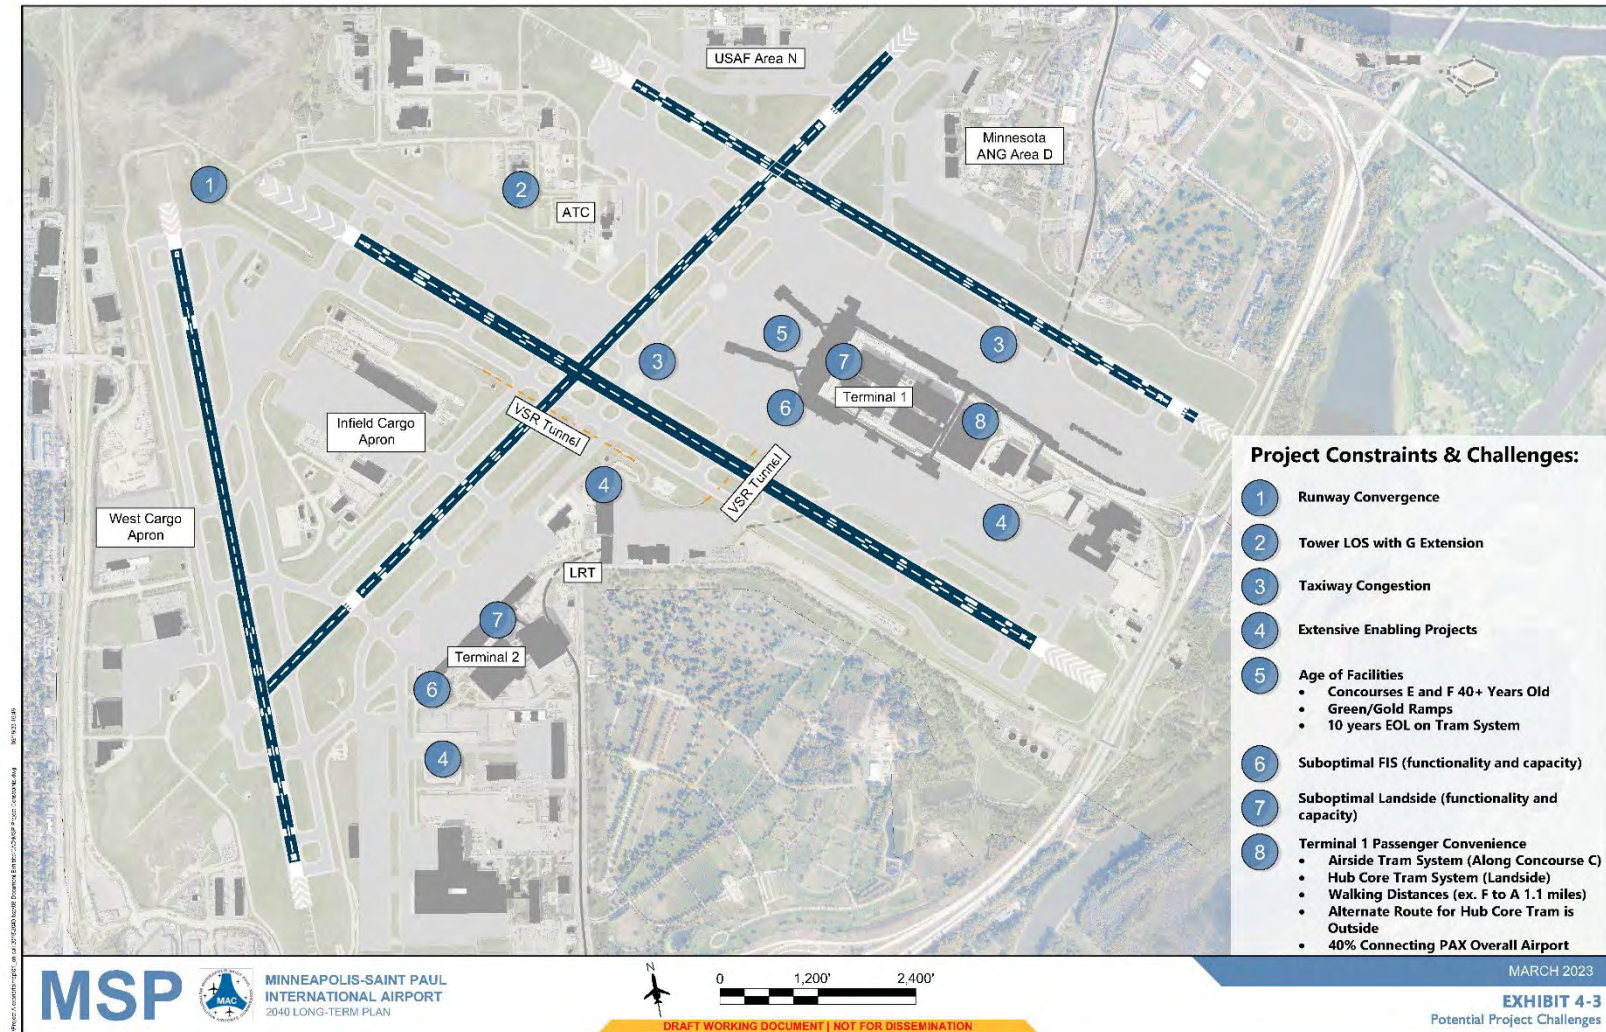 USAF Area N
Minnesota
ANG Area D
1
2
ATC
3
5
7
3
Terminal 1
6
8
Infield Cargo
Apron
VSR Tunnel
VSR Tunnel
4
4
West Cargo
Apron
LRT
7
Terminal 2
6
4
Project Constraints & Challenges:
1 Runway Convergence
2 Tower LOS with G Extension
3 Taxiway Congestion
4 Extensive Enabling Projects
5 Age of Facilities
• Concourses E and F 40+ Years Old
• Green/Gold Ramps
• 10 years EOL on Tram System
6 Suboptimal FIS (functionality and capacity)
7 Suboptimal Landside (functionality and
capacity)
8 Terminal 1 Passenger Convenience
• Airside Tram System (Along Concourse C)
• Hub Core Tram System (Landside)
• Walking Distances (ex. F to A 1.1 miles)
• Alternate Route for Hub Core Tram is
Outside
• 40% Connecting PAX Overall Airport
MSP
MAC
MINNEAPOLIS-SAINT PAUL
INTERNATIONAL AIRPORT
2040 LONG-TERM PLAN
N
0 1,200' 2,400'
DRAFT WORKING DOCUMENT | NOT FOR DISSEMINATION
MARCH 2023
EXHIBIT 4-3
Potential Project Challenges